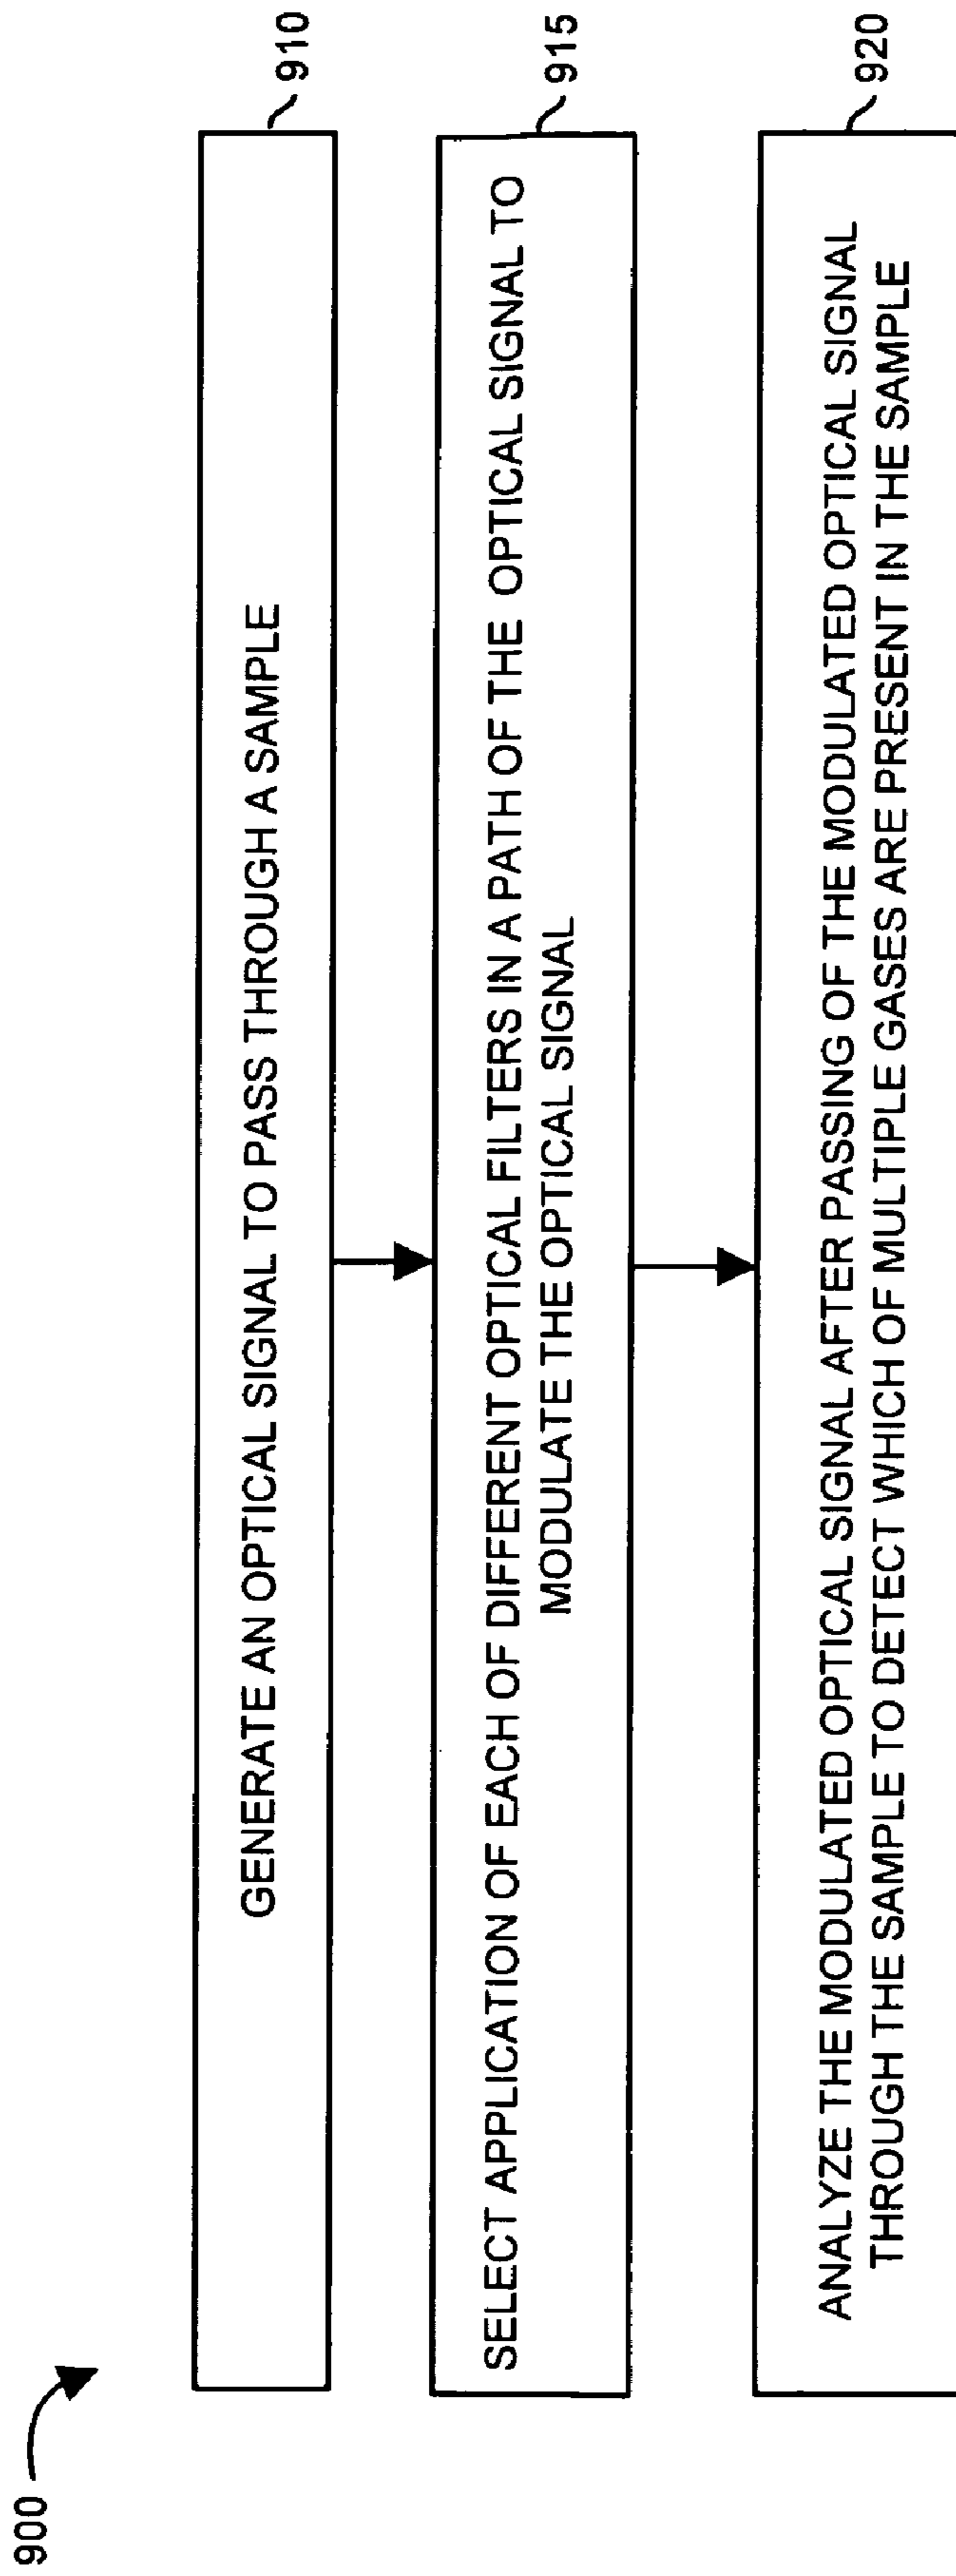 900
GENERATE AN OPTICAL SIGNAL TO PASS THROUGH A SAMPLE
910
SELECT APPLICATION OF EACH OF DIFFERENT OPTICAL FILTERS IN A PATH OF THE OPTICAL SIGNAL TO
MODULATE THE OPTICAL SIGNAL
915
ANALYZE THE MODULATED OPTICAL SIGNAL AFTER PASSING OF THE MODULATED OPTICAL SIGNAL
THROUGH THE SAMPLE TO DETECT WHICH OF MULTIPLE GASES ARE PRESENT IN THE SAMPLE
920